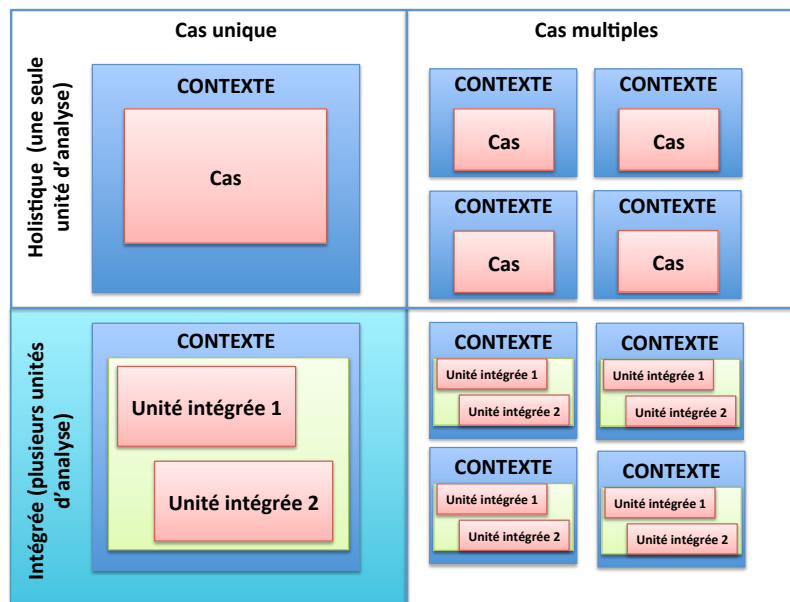 Cas unique
Cas multiples
Holistique (une seule
unité d'analyse)
CONTEXTE
Cas
CONTEXTE
Cas
CONTEXTE
Cas
CONTEXTE
Cas
CONTEXTE
Cas
Intégrée (plusieurs unités
d'analyse)
CONTEXTE
Unité intégrée 1
Unité intégrée 2
CONTEXTE
Unité intégrée 1
Unité intégrée 2
CONTEXTE
Unité intégrée 1
Unité intégrée 2
CONTEXTE
Unité intégrée 1
Unité intégrée 2
CONTEXTE
Unité intégrée 1
Unité intégrée 2